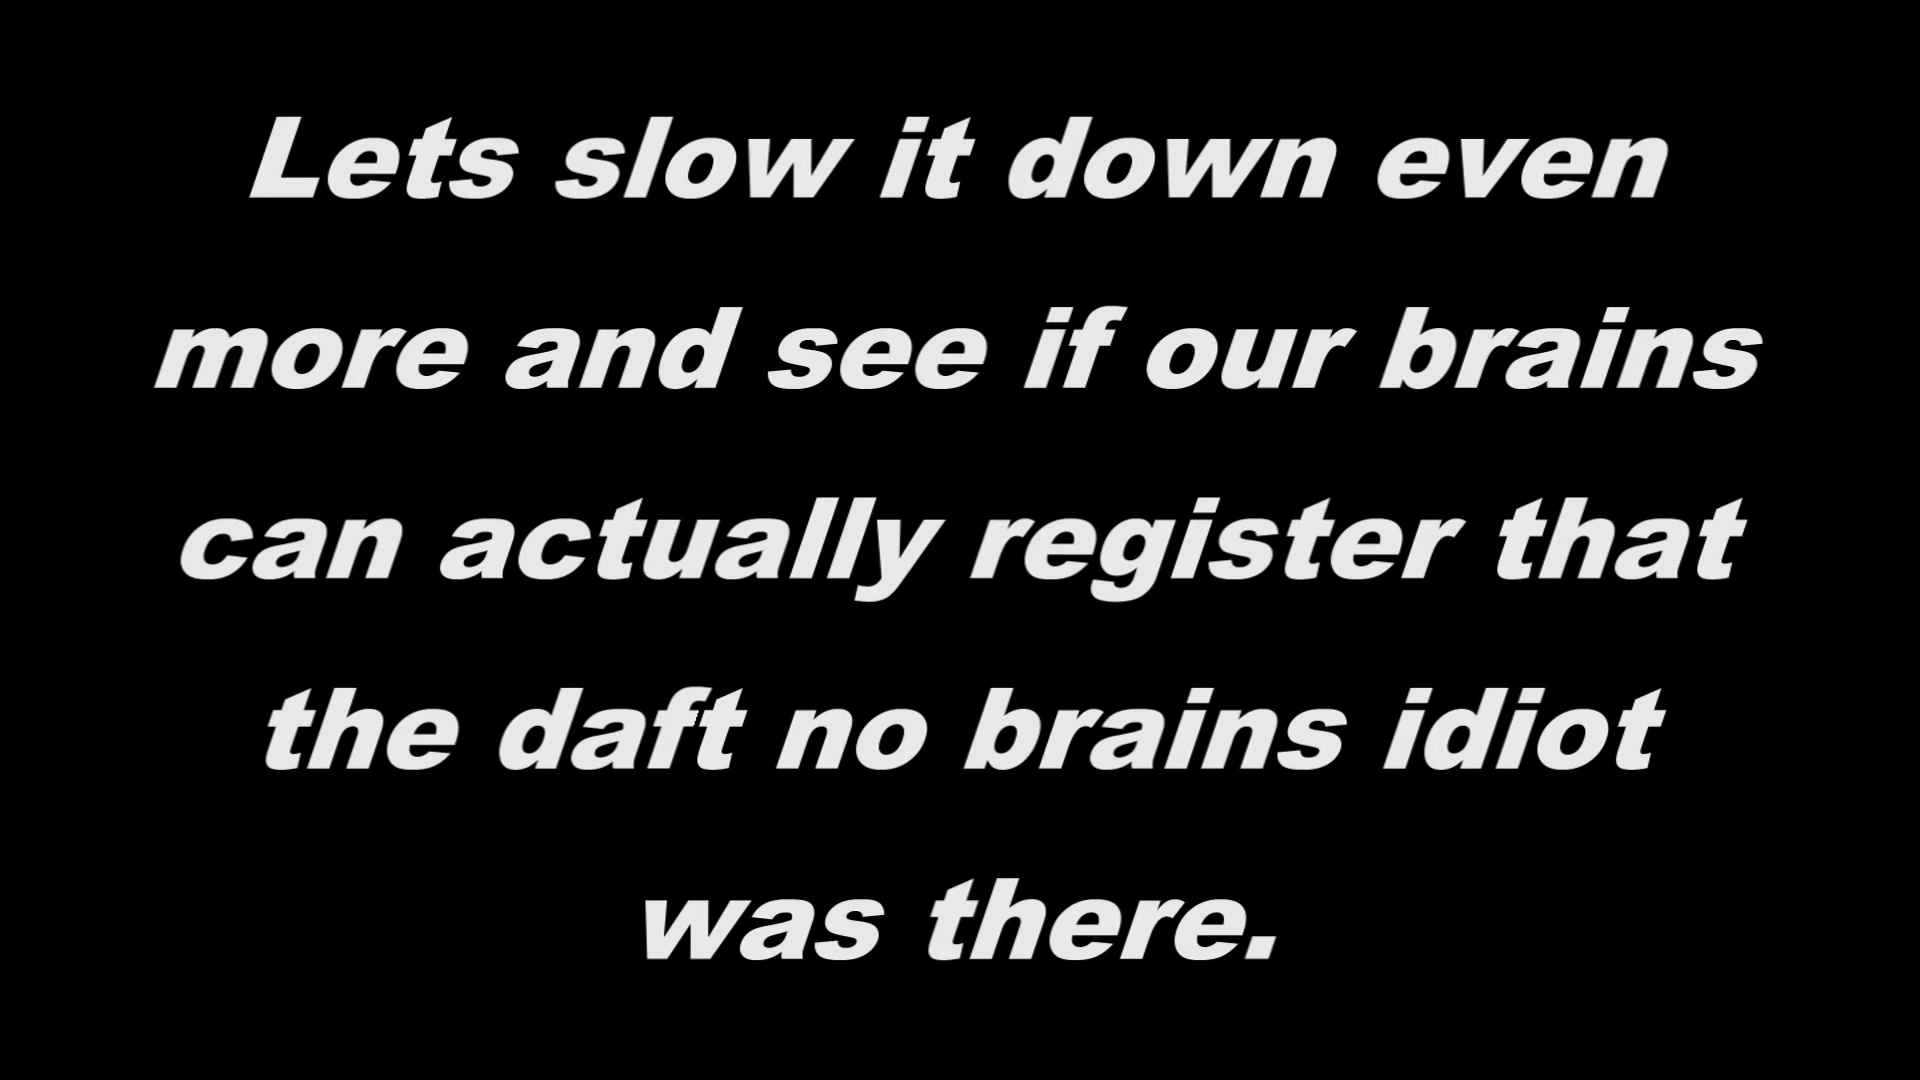 Lets slow it down even
more and see if our brains
can actually register that
the daft no brains idiot
was there.